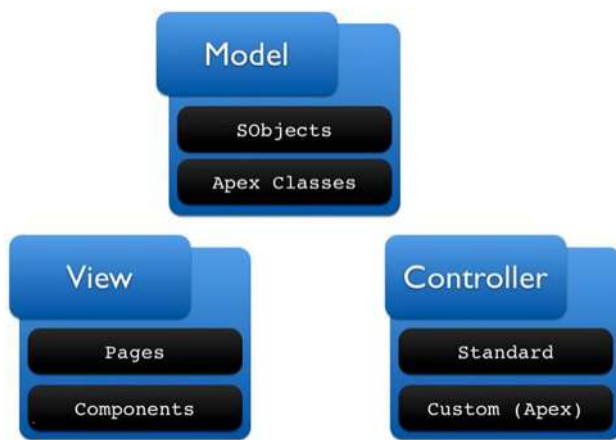 Model
SObjects
Apex Classes
View
Pages
Components
Controller
Standard
Custom (Apex)